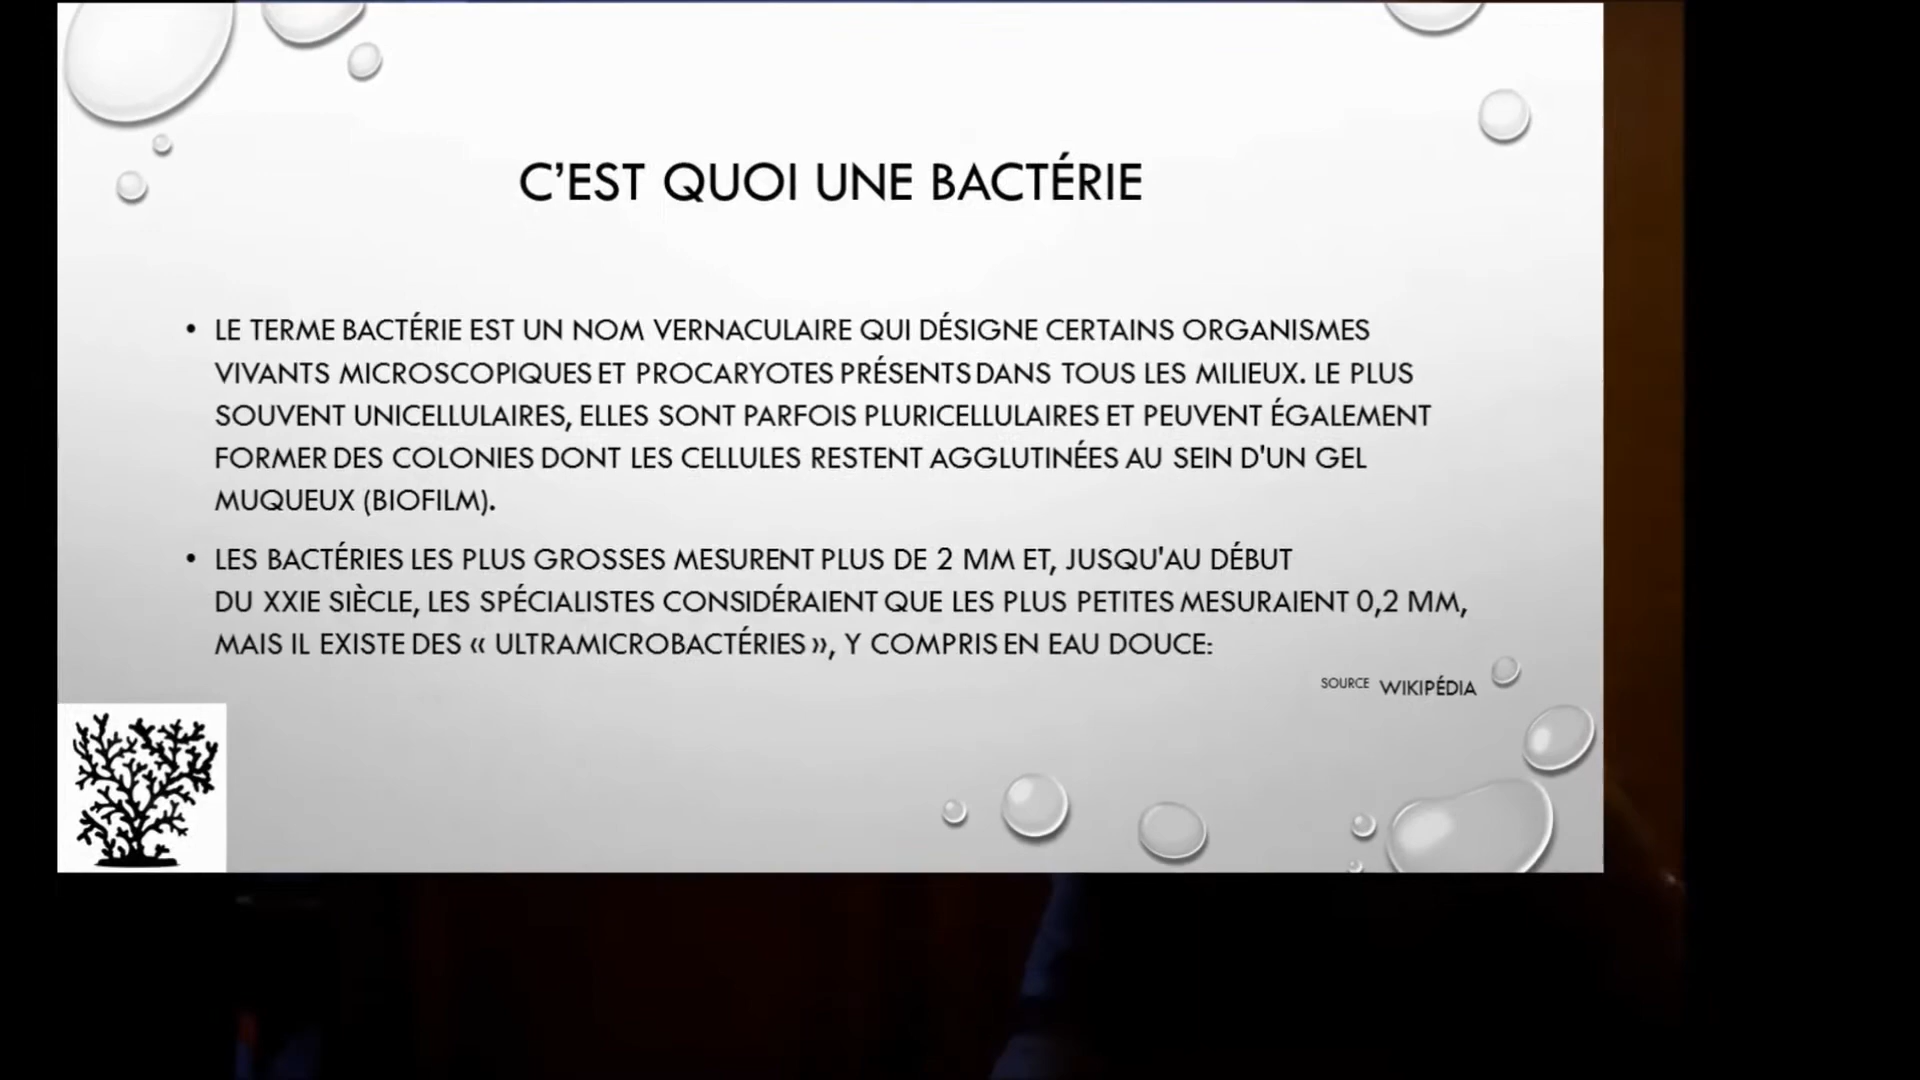 C’EST QUOI UNE BACTÉRIE
• LE TERME BACTÉRIE EST UN NOM VERNACULAIRE QUI DÉSIGNE CERTAINS ORGANISMES
VIVANTS MICROSCOPIQUES ET PROCARYOTES PRÉSENTS DANS TOUS LES MILIEUX. LE PLUS
SOUVENT UNICELLULAIRES, ELLES SONT PARFOIS PLURICELLULAIRES ET PEUVENT ÉGALEMENT
FORMER DES COLONIES DONT LES CELLULES RESTENT AGGLUTINÉES AU SEIN D'UN GEL
MUQUEUX (BIOFILM).
• LES BACTÉRIES LES PLUS GROSSES MESURENT PLUS DE 2 MM ET, JUSQU'AU DÉBUT
DU XXIE SIÈCLE, LES SPÉCIALISTES CONSIDÉRAIENT QUE LES PLUS PETITES MESURAIENT 0,2 MM,
MAIS IL EXISTE DES « ULTRAMICROBACTÉRIES », Y COMPRIS EN EAU DOUCE:
SOURCE WIKIPÉDIA